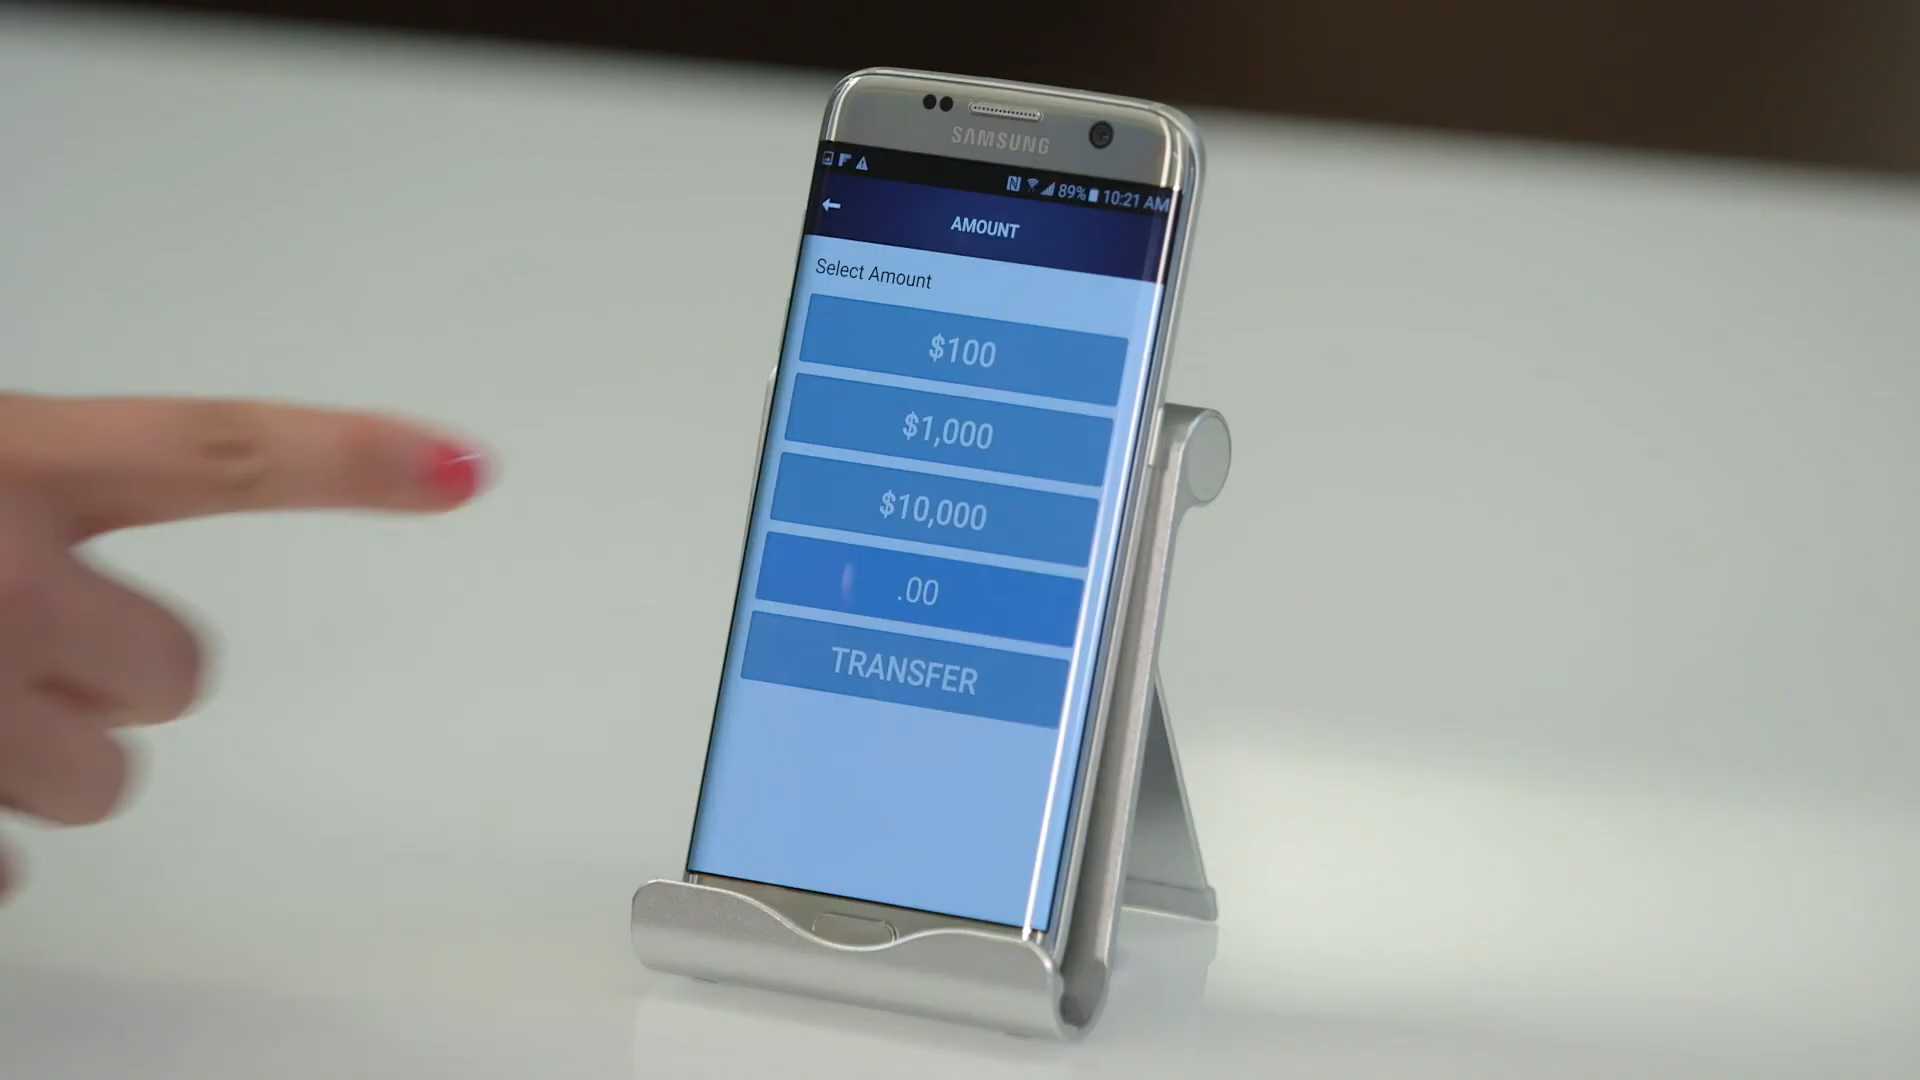 SAMSUNG
89% 10:21 AM
AMOUNT
Select Amount
$100
$1,000
$10,000
.00
TRANSFER